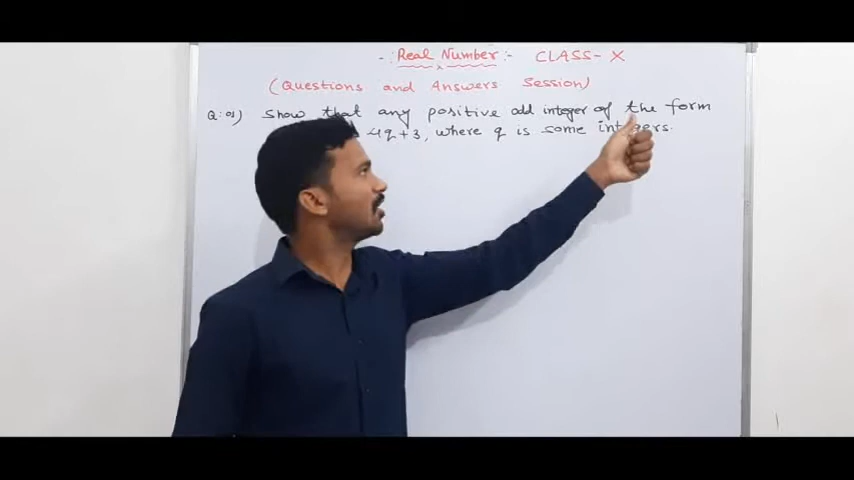 -: Real Number :- CLASS - X
(Questions and Answers Session)
Q:01) Show that any positive odd integer of the form
4q+3, where q is some integers.